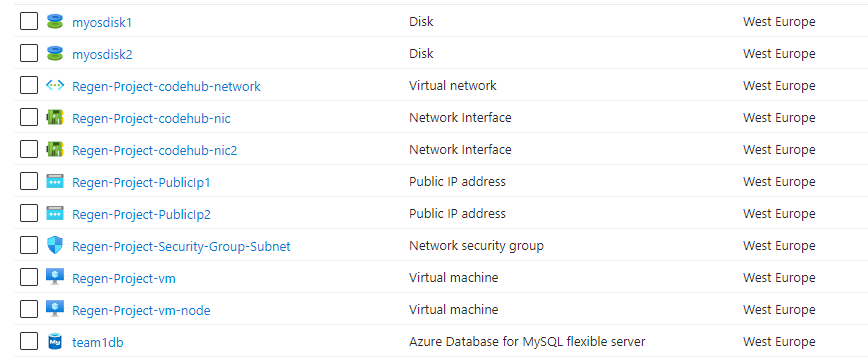 myosdisk1 Disk West Europe
myosdisk2 Disk West Europe
Regen-Project-codehub-network Virtual network West Europe
Regen-Project-codehub-nic Network Interface West Europe
Regen-Project-codehub-nic2 Network Interface West Europe
Regen-Project-PublicIp1 Public IP address West Europe
Regen-Project-PublicIp2 Public IP address West Europe
Regen-Project-Security-Group-Subnet Network security group West Europe
Regen-Project-vm Virtual machine West Europe
Regen-Project-vm-node Virtual machine West Europe
My team1db Azure Database for MySQL flexible server West Europe